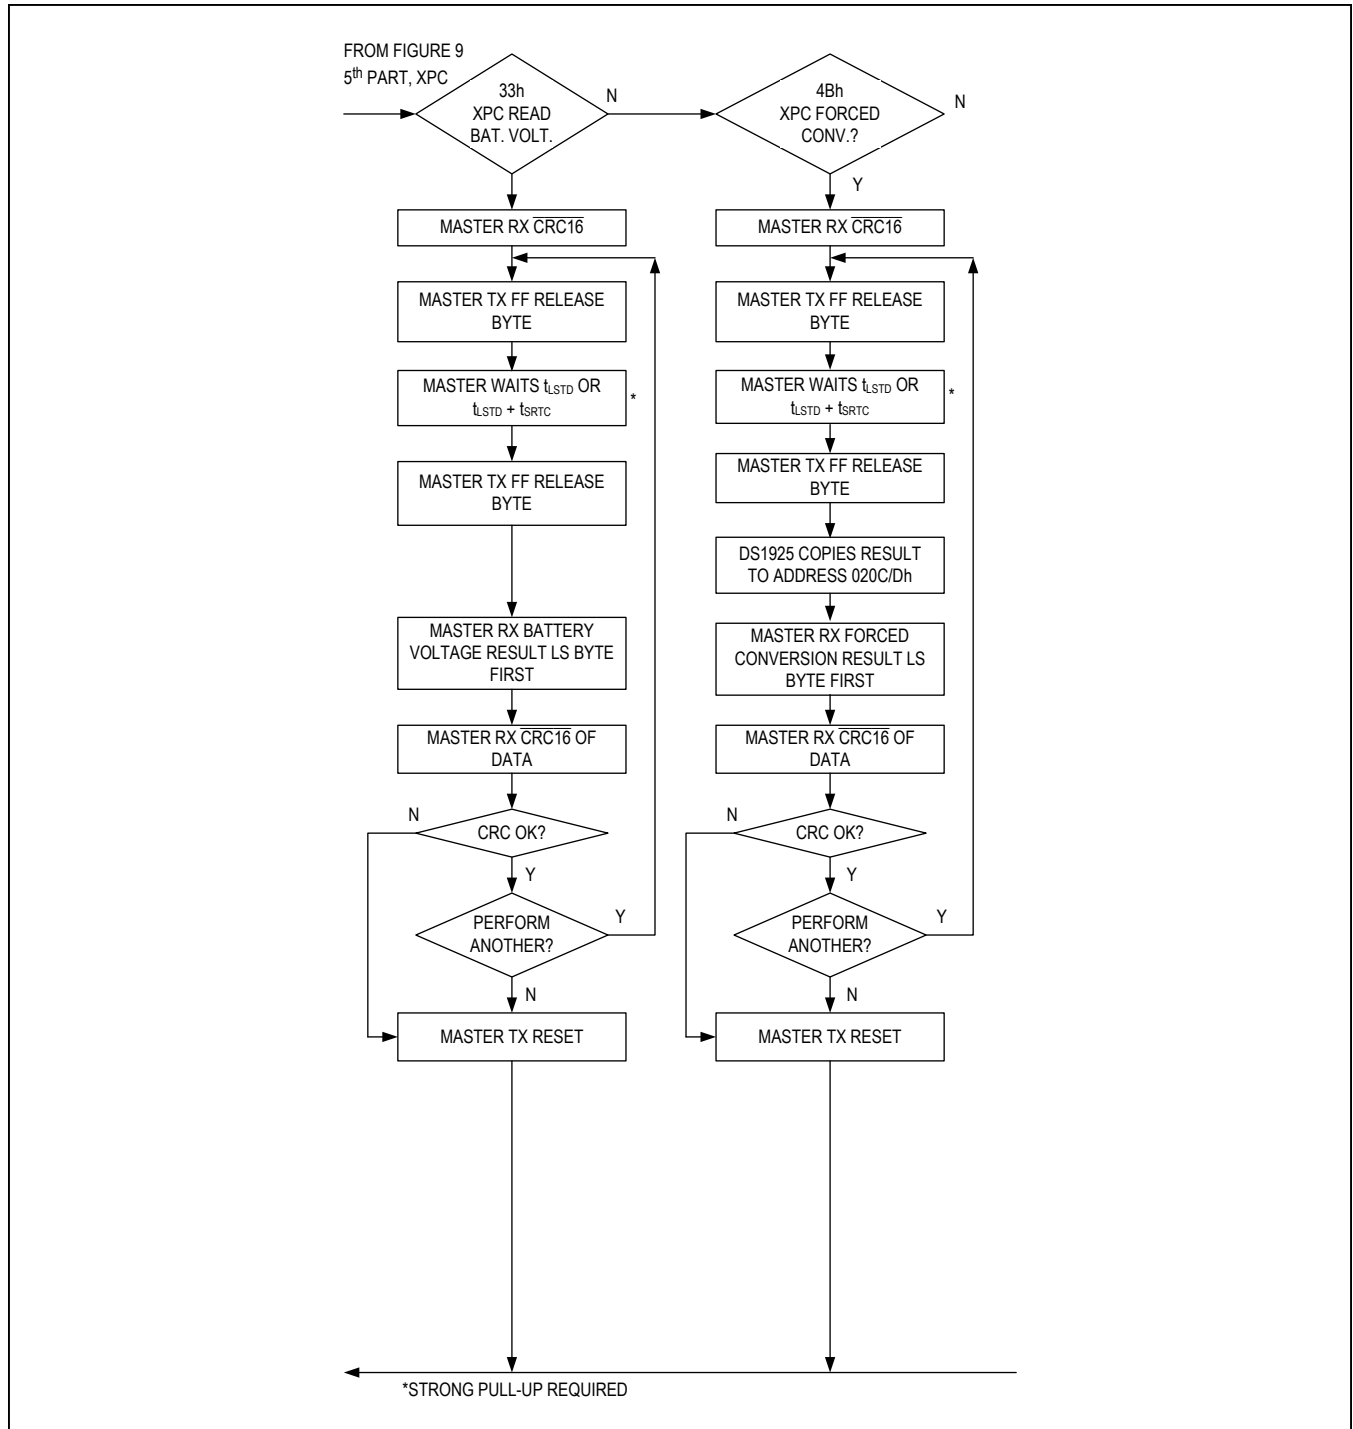 FROM FIGURE 9
5th PART, XPC
33h
XPC READ
BAT. VOLT.
N
4Bh
XPC FORCED
CONV.?
N
Y
MASTER RX CRC16
MASTER TX FF RELEASE
BYTE
MASTER WAITS tLSTD OR
tLSTD + tSRTC
*
MASTER TX FF RELEASE
BYTE
MASTER RX BATTERY
VOLTAGE RESULT LS BYTE
FIRST
MASTER RX CRC16 OF
DATA
N
CRC OK?
Y
PERFORM
ANOTHER?
Y
N
MASTER TX RESET
MASTER RX CRC16
MASTER TX FF RELEASE
BYTE
MASTER WAITS tLSTD OR
tLSTD + tSRTC
*
MASTER TX FF RELEASE
BYTE
DS1925 COPIES RESULT
TO ADDRESS 020C/Dh
MASTER RX FORCED
CONVERSION RESULT LS
BYTE FIRST
MASTER RX CRC16 OF
DATA
N
CRC OK?
Y
PERFORM
ANOTHER?
Y
N
MASTER TX RESET
*STRONG PULL-UP REQUIRED